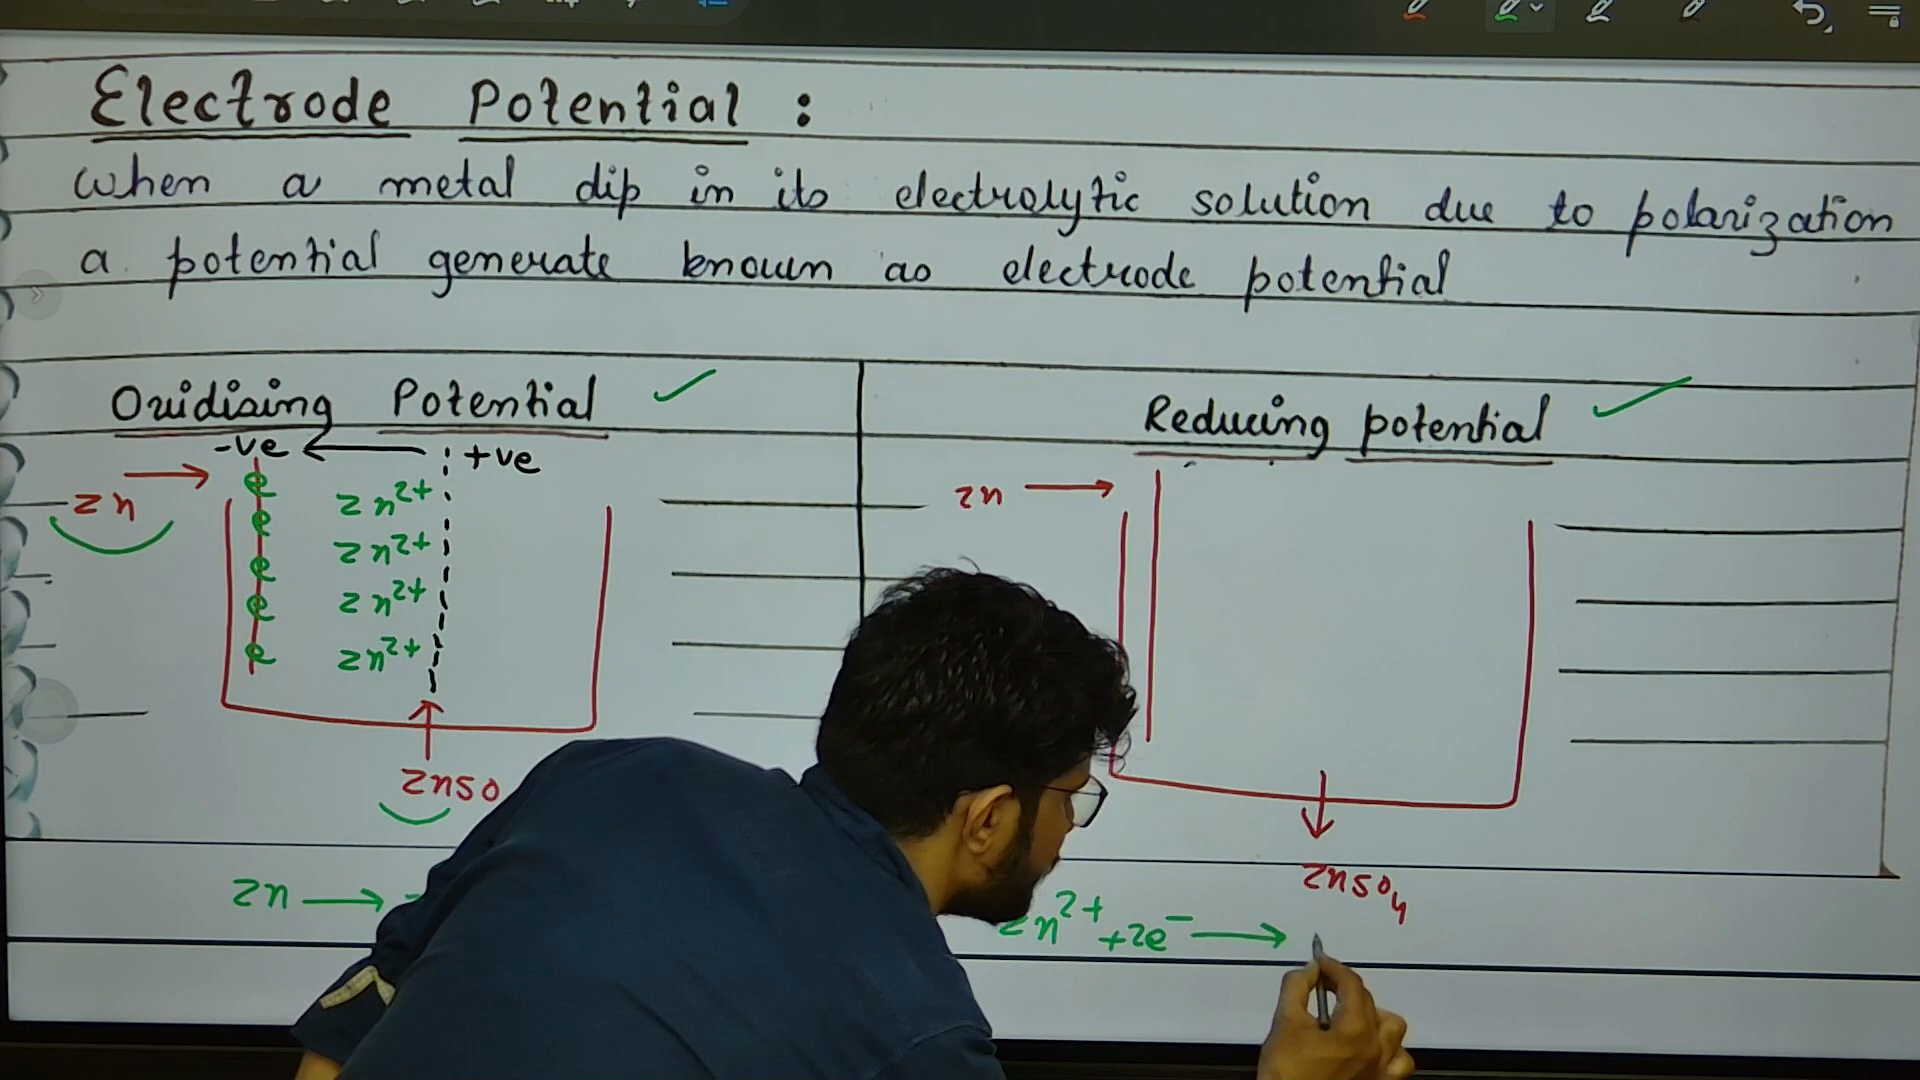 Electrode Potential :
when a metal dip in its electrolytic solution due to polarization
a potential generate known as electrode potential
Oxidising Potential
-ve +ve
Zn
e
e
e
e
e
Zn²⁺
Zn²⁺
Zn²⁺
Zn²⁺
ZnSO
Zn →
Reducing potential
Zn
ZnSO₄
Zn²⁺ + 2e⁻ →